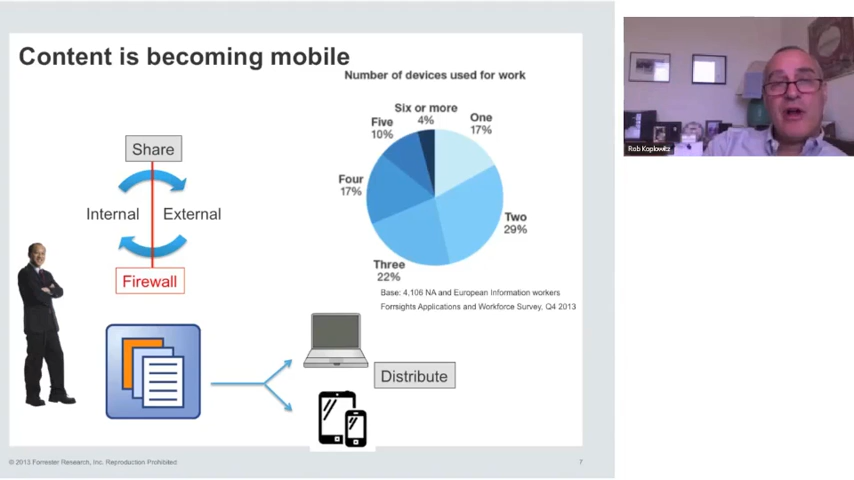 Content is becoming mobile
Number of devices used for work
Six or more
4%
One
17%
Five
10%
Four
17%
Two
29%
Three
22%
Base: 4,106 NA and European Information workers
Forrsights Applications and Workforce Survey, Q4 2013
Share
Internal
External
Firewall
Distribute
© 2013 Forrester Research, Inc. Reproduction Prohibited
7
Rob Koplowitz